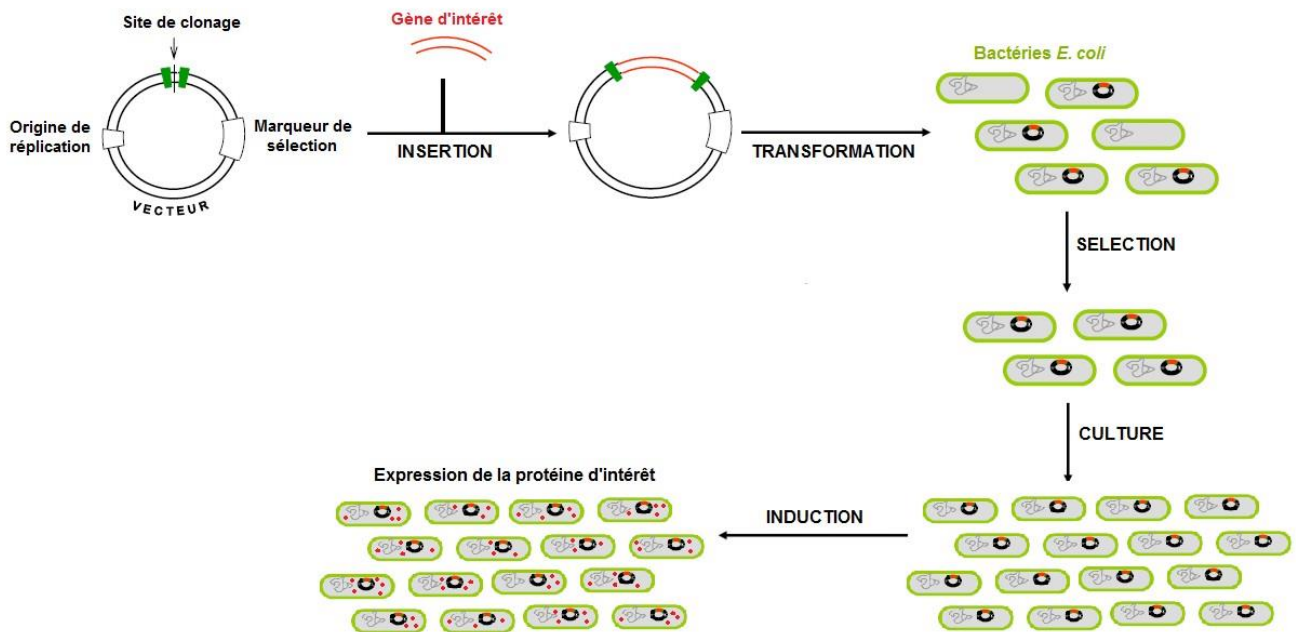 Site de clonage
Gène d'intérêt
Bactéries E. coli
Origine de
réplication
Marqueur de
sélection
VECTEUR
INSERTION
TRANSFORMATION
SELECTION
CULTURE
Expression de la protéine d'intérêt
INDUCTION